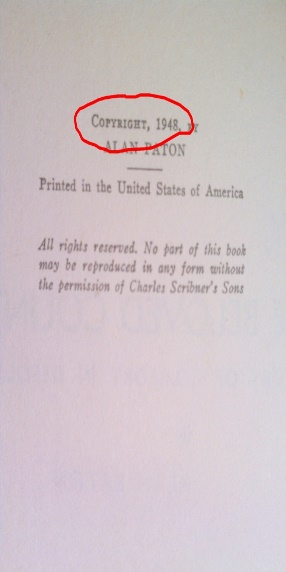 COPYRIGHT, 1948, BY
ALAN PATON
Printed in the United States of America
All rights reserved. No part of this book
may be reproduced in any form without
the permission of Charles Scribner's Sons